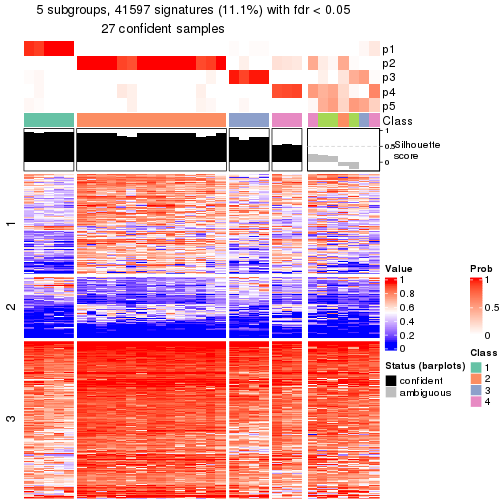 5 subgroups, 41597 signatures (11.1%) with fdr < 0.05
27 confident samples
p1
p2
p3
p4
p5
Class
1
0.5
0
Silhouette
score
1
2
3
Value
1
0.8
0.6
0.4
0.2
0
Prob
1
0.5
0
Status (barplots)
confident
ambiguous
Class
1
2
3
4